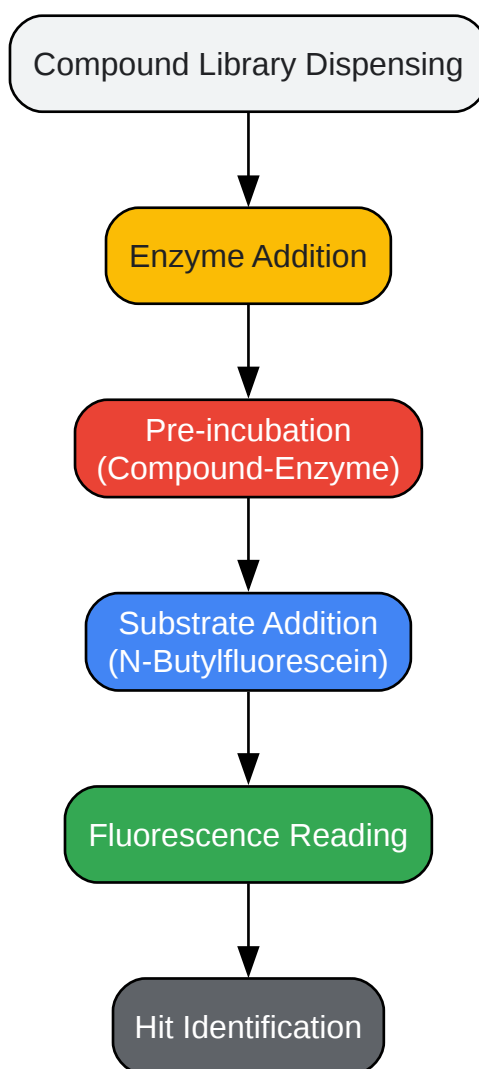 Compound Library Dispensing
Enzyme Addition
Pre-incubation
(Compound-Enzyme)
Substrate Addition
(N-Butylfluorescein)
Fluorescence Reading
Hit Identification